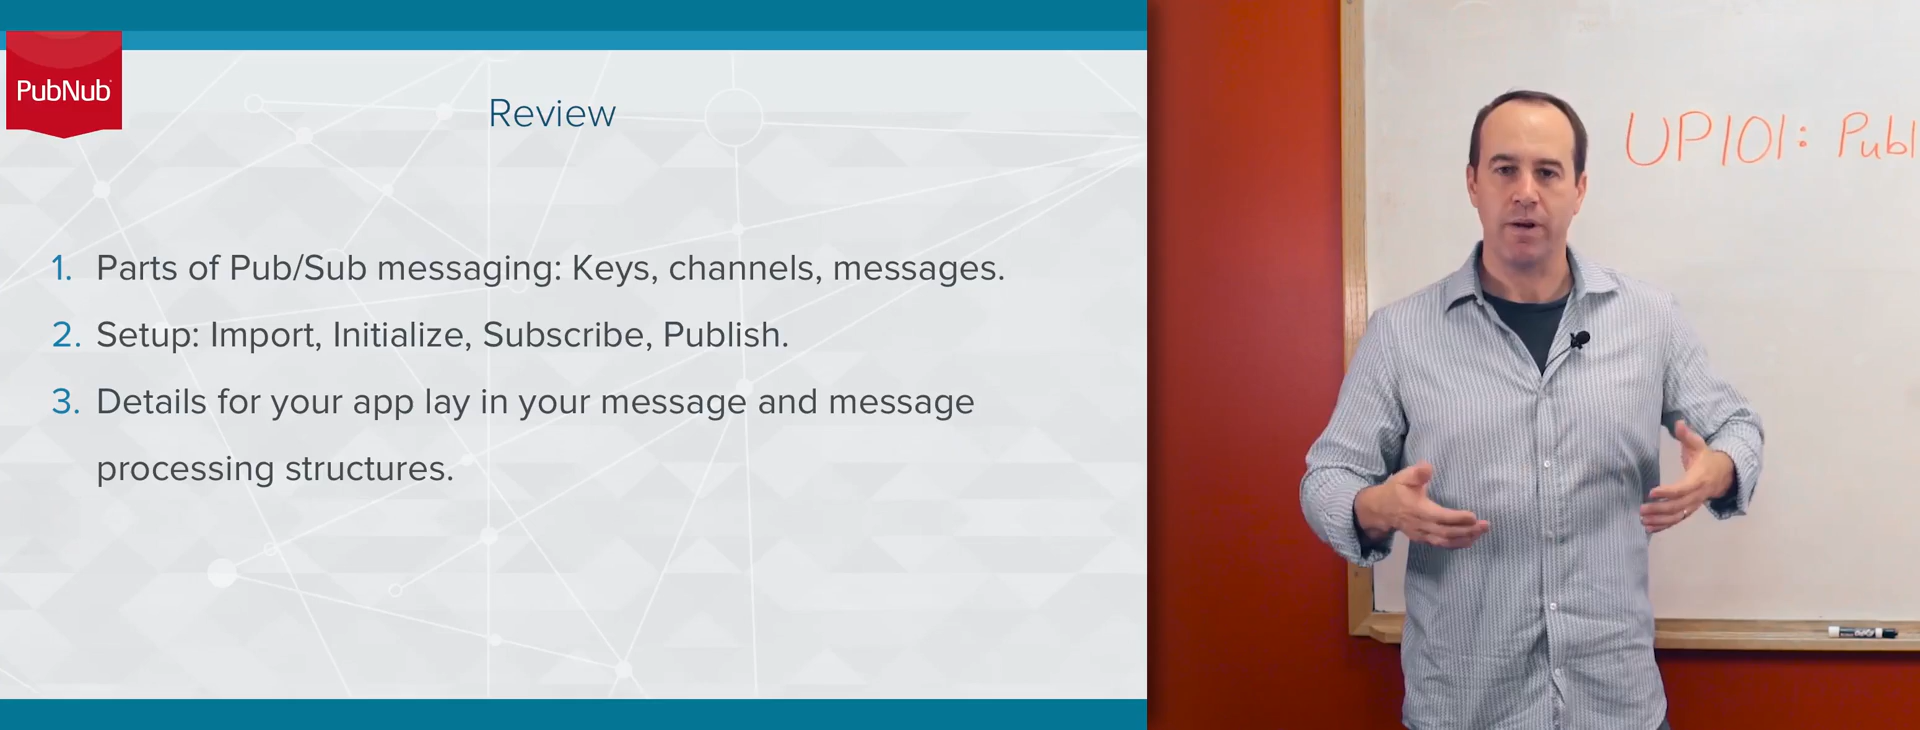 PubNub
Review
1. Parts of Pub/Sub messaging: Keys, channels, messages.
2. Setup: Import, Initialize, Subscribe, Publish.
3. Details for your app lay in your message and message
processing structures.
UP101: Publ